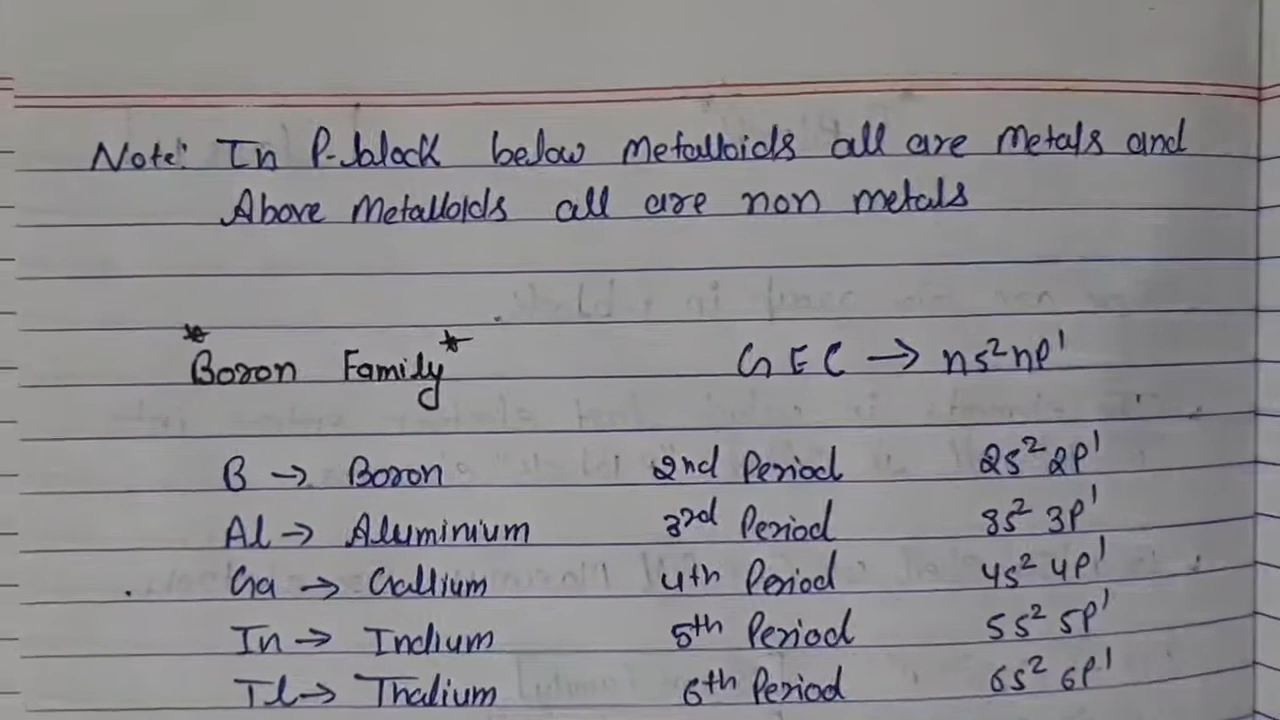 Note: In P-block below metalloids all are metals and
Above metalloids all are non metals
*Boron Family* GEC → ns²np¹
B → Boron 2nd Period 2s² 2p¹
Al → Aluminium 3rd Period 3s² 3p¹
Ga → Gallium 4th Period 4s² 4p¹
In → Indium 5th Period 5s² 5p¹
Tl → Thalium 6th Period 6s² 6p¹